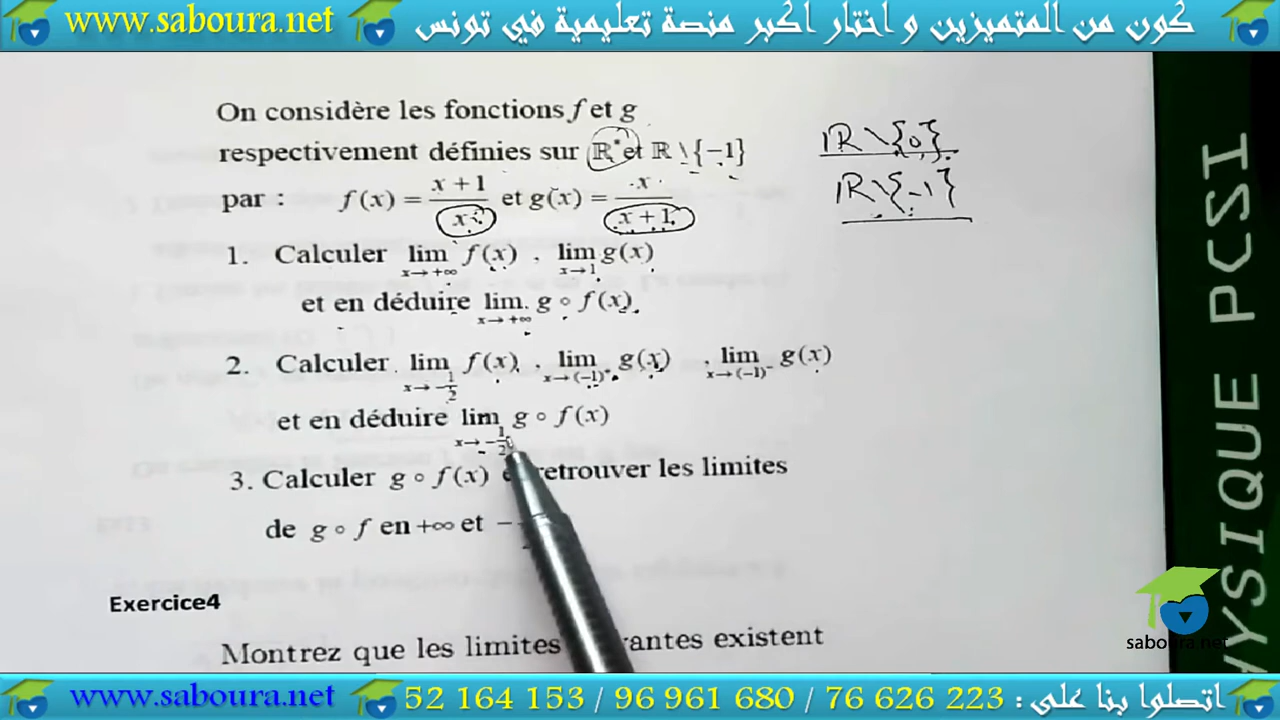 www.saboura.net كون من المتميزين و اختار اكبر منصة تعليمية في تونس
On considère les fonctions f et g
respectivement définies sur ℝ* et ℝ \ {−1}
ℝ\{0}
ℝ\{-1}
par : f(x) = (x + 1)/x et g(x) = x/(x + 1)
1. Calculer lim x→+∞ f(x) , lim x→1 g(x)
et en déduire lim x→+∞ g ∘ f(x)
2. Calculer lim x→−1/2 f(x) , lim x→(−1)⁺ g(x) , lim x→(−1)⁻ g(x)
et en déduire lim x→−1/2 g ∘ f(x)
3. Calculer g ∘ f(x) retrouver les limites
de g ∘ f en +∞ et −
Exercice4
Montrez que les limites existent
YSIQUE PCSI
saboura.net
www.saboura.net 52 164 153 / 96 961 680 / 76 626 223 : اتصلوا بنا على